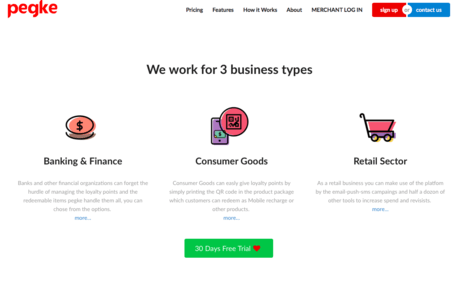 pegke
Pricing Features How it Works About MERCHANT LOG IN sign up or contact us
We work for 3 business types
Banking & Finance
Banks and other financial organizations can forget the
hurdle of managing the loyalty points and the
redeemable items pegke handle them all. you can
chose from the options.
more...
Consumer Goods
Consumer Goods can easily give loyalty points by
simply printing the QR code in the product package
which customers can redeem as Mobile recharge or
other products.
more...
Retail Sector
As a retail business you can make use of the platform
by the email-push-sms campaings and half a dozen of
other tools to increase spend and revisists.
more...
30 Days Free Trial